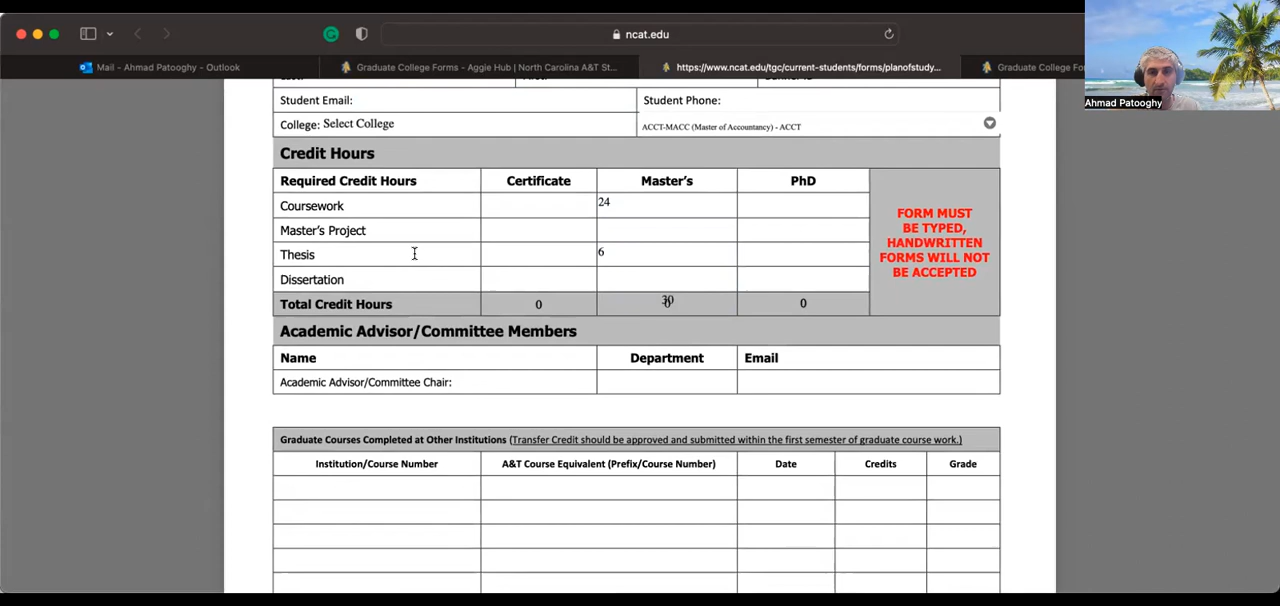 ncat.edu
Mail - Ahmad Patooghy - Outlook
Graduate College Forms - Aggie Hub | North Carolina A&T St...
https://www.ncat.edu/tgc/current-students/forms/planofstudy...
Graduate College For
Ahmad Patooghy
Student Email:
Student Phone:
College: Select College
ACCT-MACC (Master of Accountancy) - ACCT
Credit Hours
Required Credit Hours Certificate Master's PhD
Coursework 24
Master's Project
Thesis 6
Dissertation
Total Credit Hours 0 30 0 0
FORM MUST
BE TYPED,
HANDWRITTEN
FORMS WILL NOT
BE ACCEPTED
Academic Advisor/Committee Members
Name Department Email
Academic Advisor/Committee Chair:
Graduate Courses Completed at Other Institutions (Transfer Credit should be approved and submitted within the first semester of graduate course work.)
Institution/Course Number A&T Course Equivalent (Prefix/Course Number) Date Credits Grade